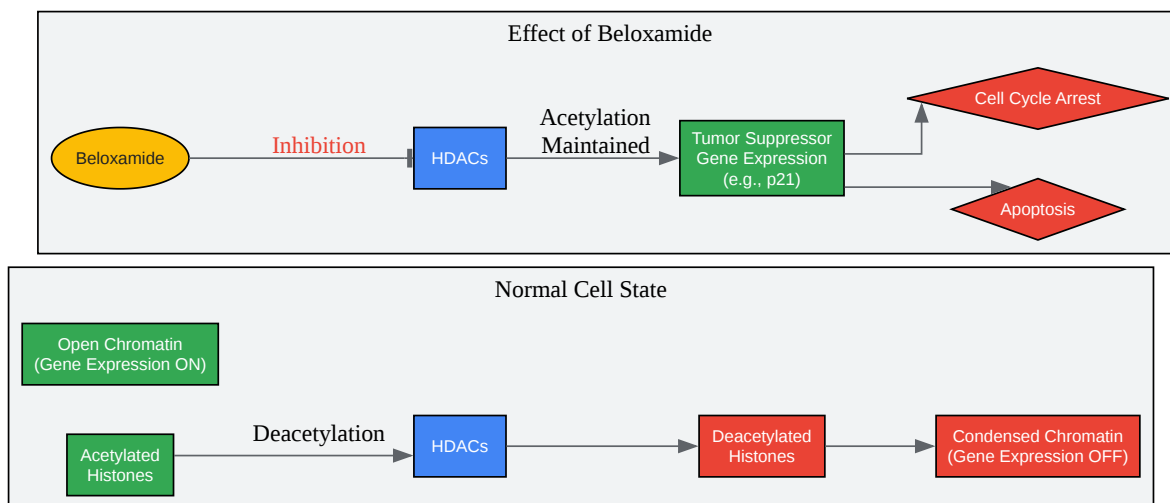 Effect of Beloxamide
Beloxamide
Inhibition
HDACs
Acetylation
Maintained
Tumor Suppressor
Gene Expression
(e.g., p21)
Cell Cycle Arrest
Apoptosis
Normal Cell State
Open Chromatin
(Gene Expression ON)
Acetylated
Histones
Deacetylation
HDACs
Deacetylated
Histones
Condensed Chromatin
(Gene Expression OFF)